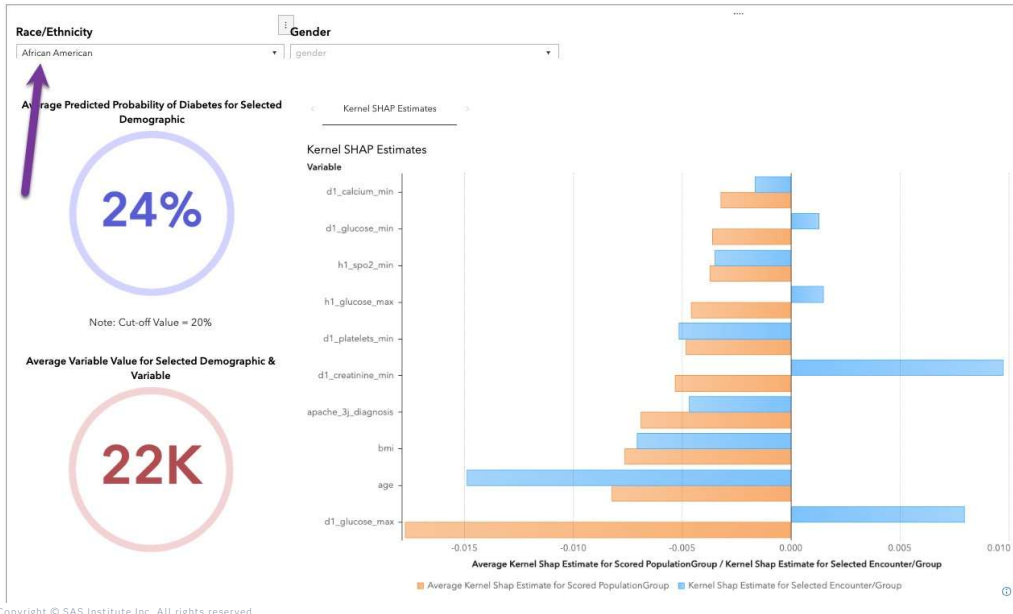 Race/Ethnicity
Gender
African American
gender
Average Predicted Probability of Diabetes for Selected
Demographic
24%
Note: Cut-off Value = 20%
Average Variable Value for Selected Demographic &
Variable
22K
Kernel SHAP Estimates
Kernel SHAP Estimates
Variable
d1_calcium_min
d1_glucose_min
h1_spo2_min
h1_glucose_max
d1_platelets_min
d1_creatinine_min
apache_3j_diagnosis
bmi
age
d1_glucose_max
-0.015 -0.010 -0.005 0.000 0.005 0.010
Average Kernel Shap Estimate for Scored PopulationGroup / Kernel Shap Estimate for Selected Encounter/Group
Average Kernel Shap Estimate for Scored PopulationGroup Kernel Shap Estimate for Selected Encounter/Group
Copyright © SAS Institute Inc. All rights reserved.